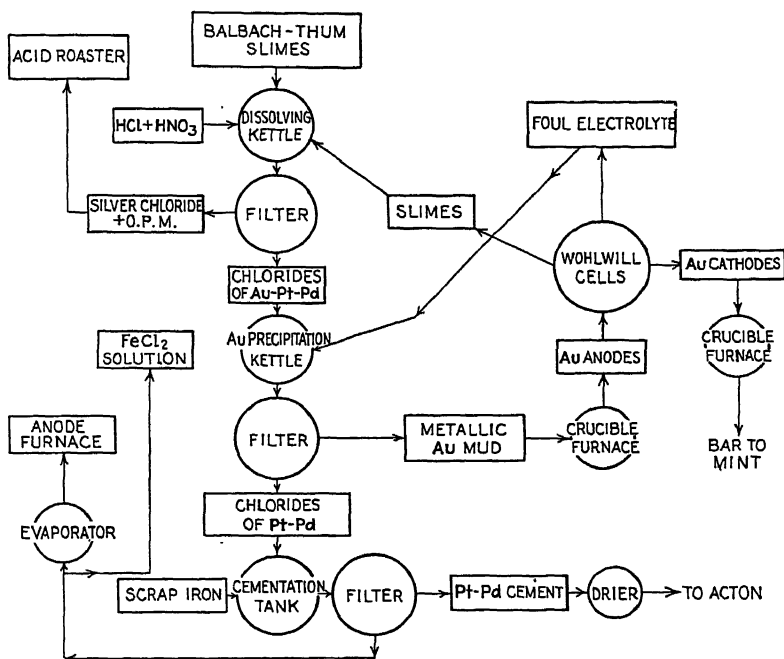 BALBACH-THUM
SLIMES
ACID ROASTER
HCl+HNO3
DISSOLVING
KETTLE
FOUL ELECTROLYTE
SILVER CHLORIDE
+O.P.M.
FILTER
SLIMES
WOHLWILL
CELLS
Au CATHODES
CHLORIDES
OF Au-Pt-Pd
FeCl2
SOLUTION
Au PRECIPITATION
KETTLE
Au ANODES
CRUCIBLE
FURNACE
ANODE
FURNACE
FILTER
METALLIC
Au MUD
CRUCIBLE
FURNACE
BAR TO
MINT
CHLORIDES
OF Pt-Pd
EVAPORATOR
SCRAP IRON
CEMENTATION
TANK
FILTER
Pt-Pd CEMENT
DRIER
TO ACTON